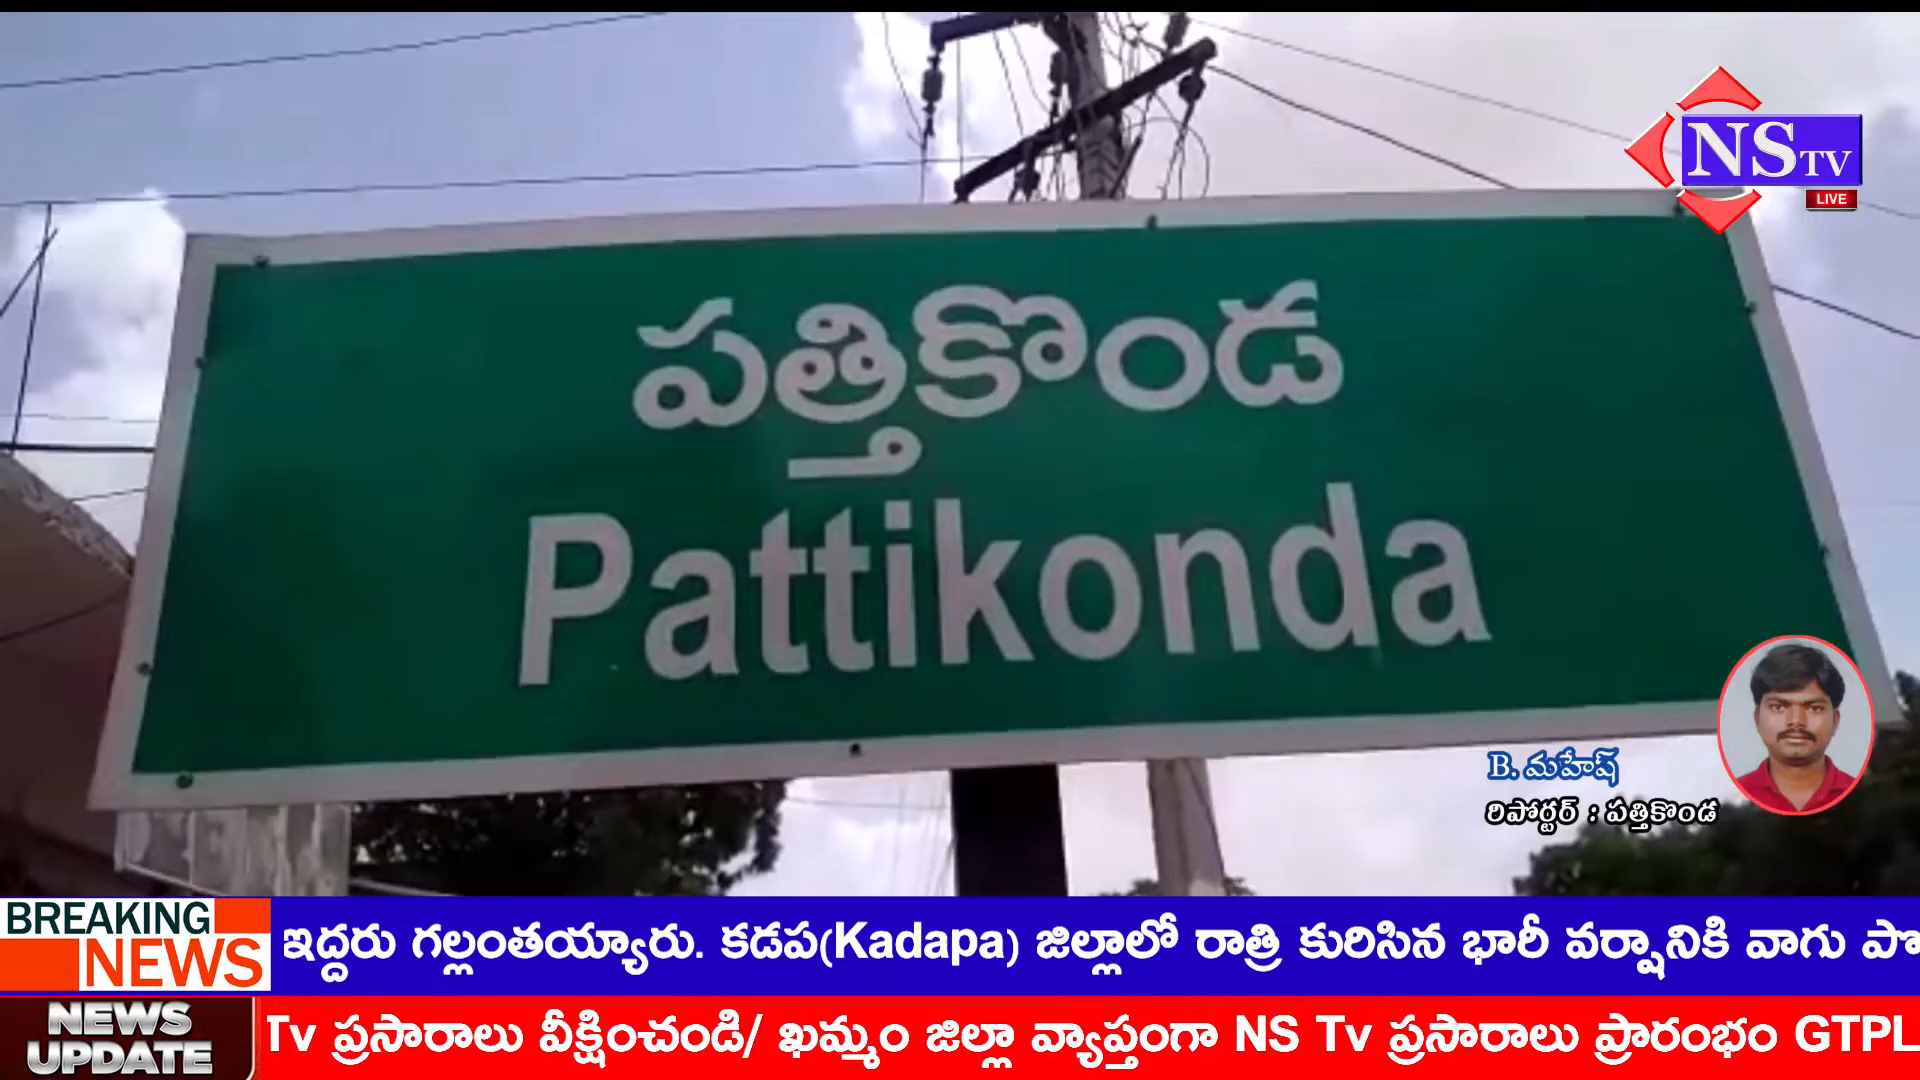 NS TV
LIVE
పత్తికొండ
Pattikonda
B. మహేష్
రిపోర్టర్ : పత్తికొండ
BREAKING
NEWS
ఇద్దరు గల్లంతయ్యారు. కడప(Kadapa) జిల్లాలో రాత్రి కురిసిన భారీ వర్షానికి వాగు పొ
NEWS
UPDATE
Tv ప్రసారాలు వీక్షించండి/ ఖమ్మం జిల్లా వ్యాప్తంగా NS Tv ప్రసారాలు ప్రారంభం GTPL